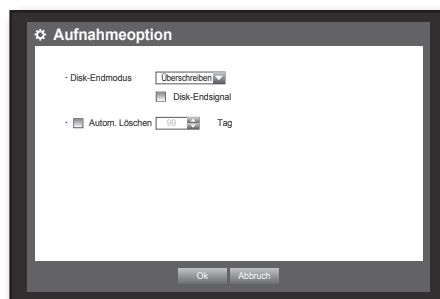 Aufnahmeoption
· Disk-Endmodus Überschreiben
Disk-Endsignal
· Autom. Löschen 99 Tag
Ok Abbruch